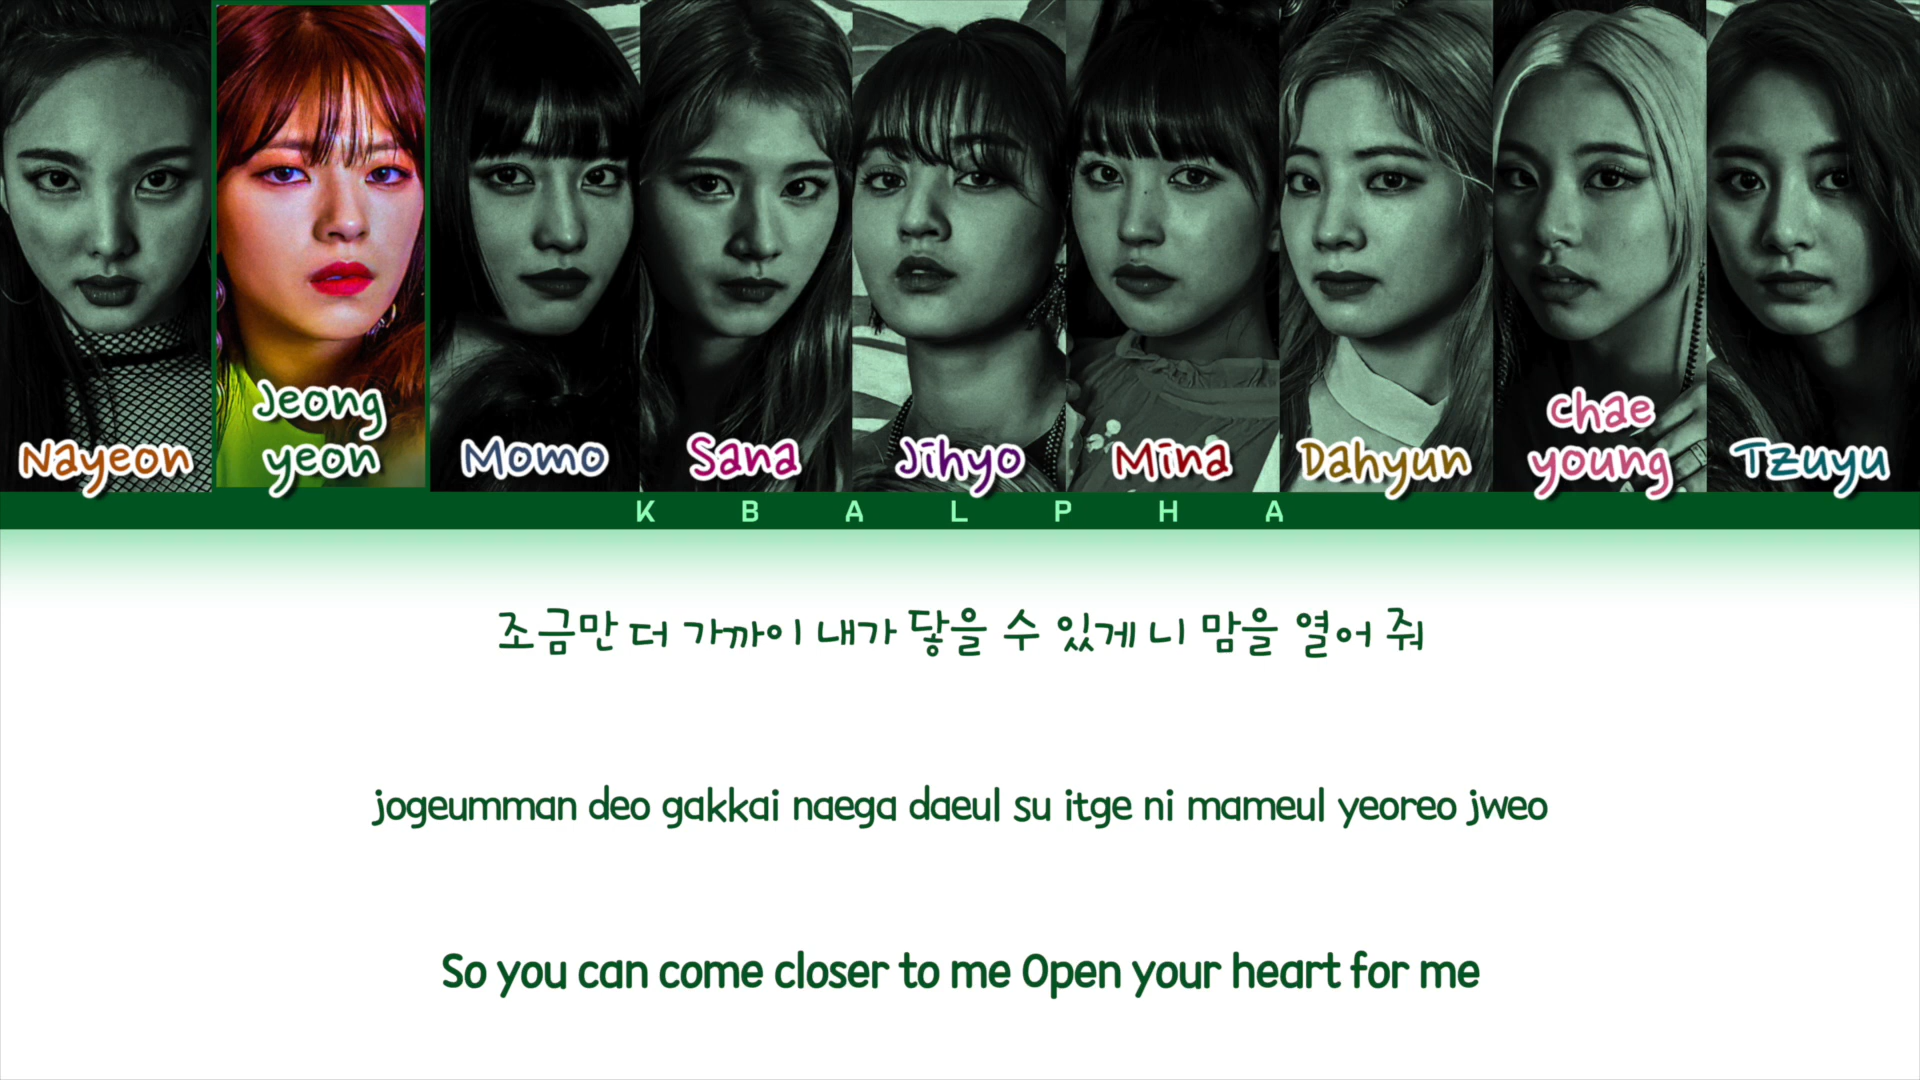 Nayeon
Jeong
yeon
Momo
Sana
Jihyo
Mina
Dahyun
Chae
young
Tzuyu
K B A L P H A
조금만 더 가까이 내가 닿을 수 있게 니 맘을 열어 줘
jogeumman deo gakkai naega daeul su itge ni mameul yeoreo jweo
So you can come closer to me Open your heart for me